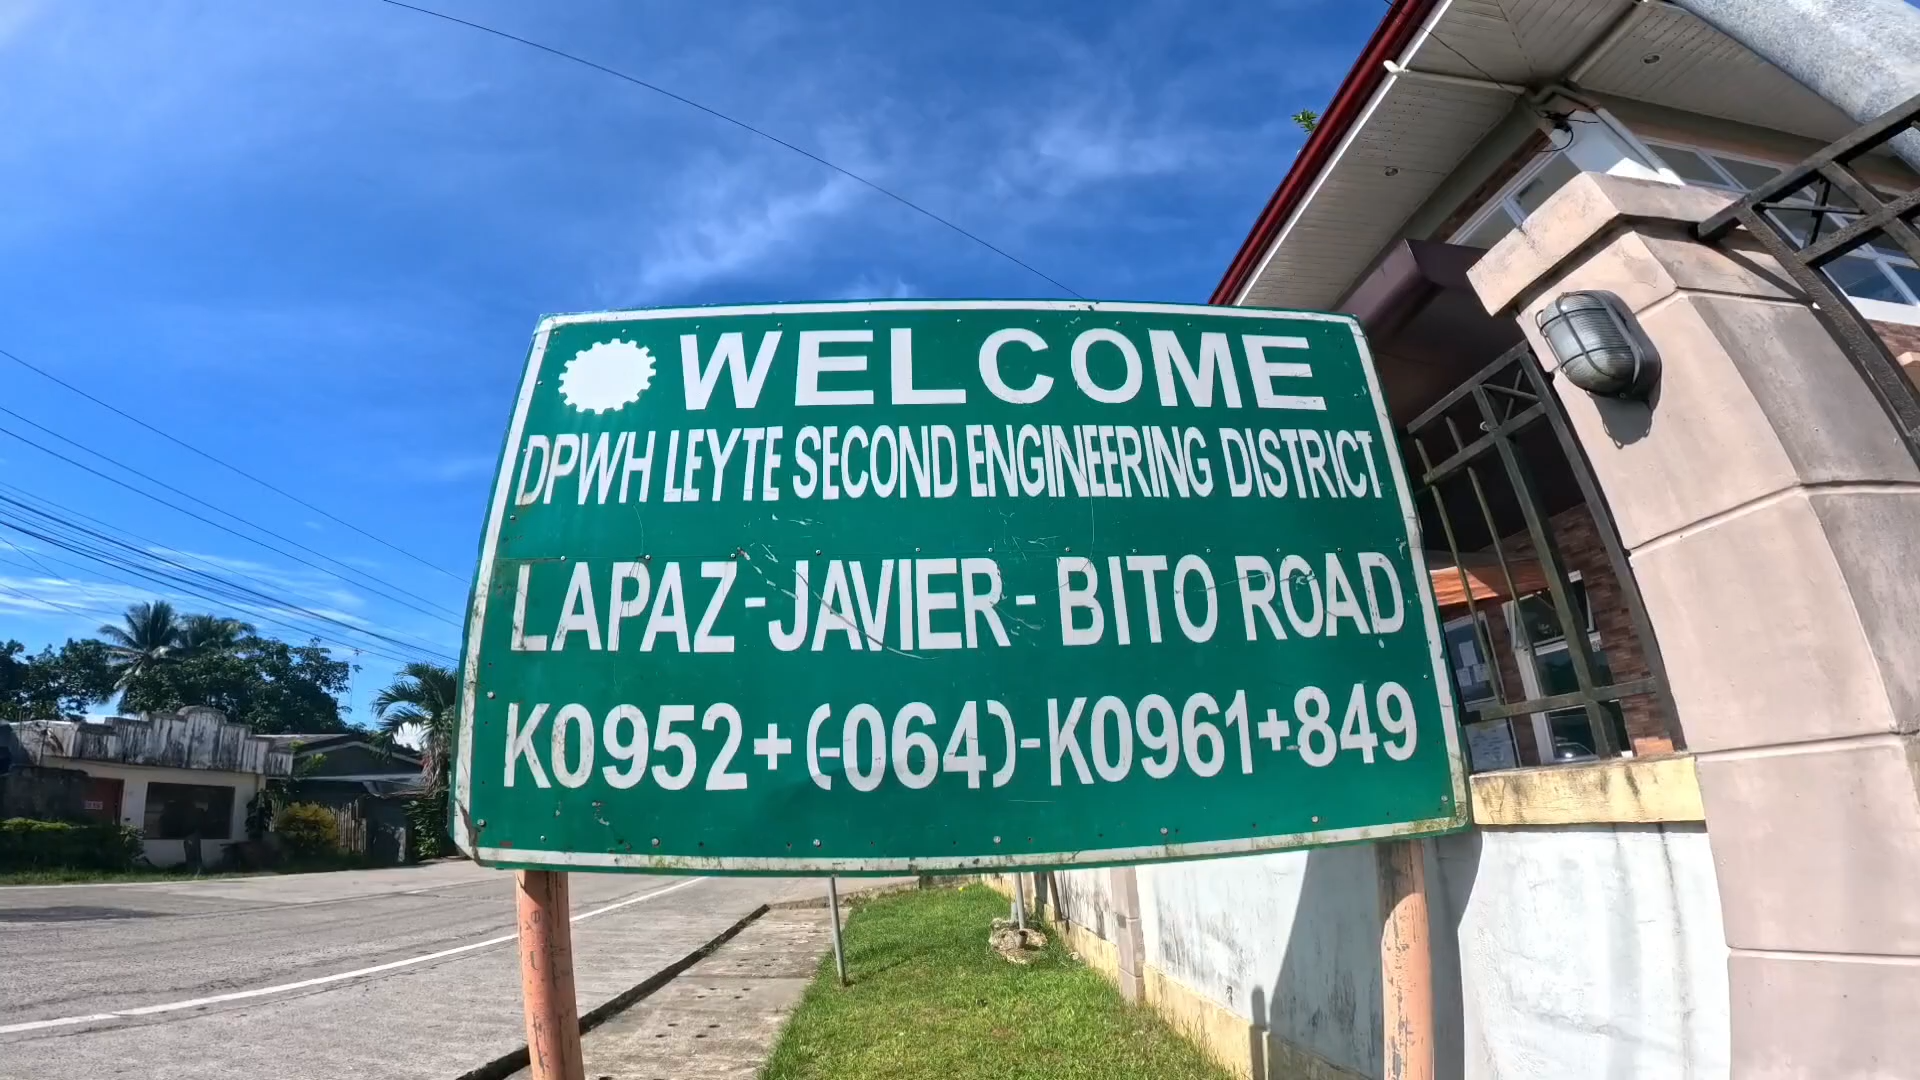 WELCOME
DPWH LEYTE SECOND ENGINEERING DISTRICT
LAPAZ-JAVIER-BITO ROAD
K0952+(-064)-K0961+849